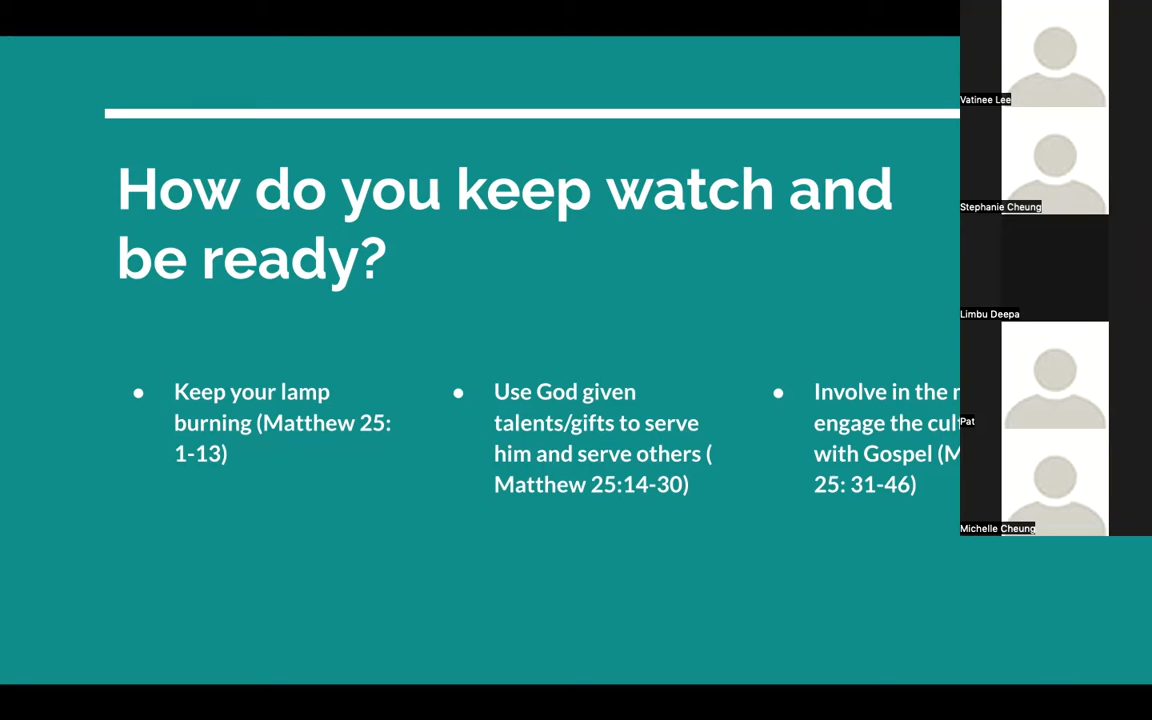 How do you keep watch and
be ready?
● Keep your lamp
burning (Matthew 25:
1-13)
● Use God given
talents/gifts to serve
him and serve others (
Matthew 25:14-30)
● Involve in the
engage the
with Gospel
25: 31-46)
Vatinee Lee
Stephanie Cheung
Limbu Deepa
Pat
Michelle Cheung